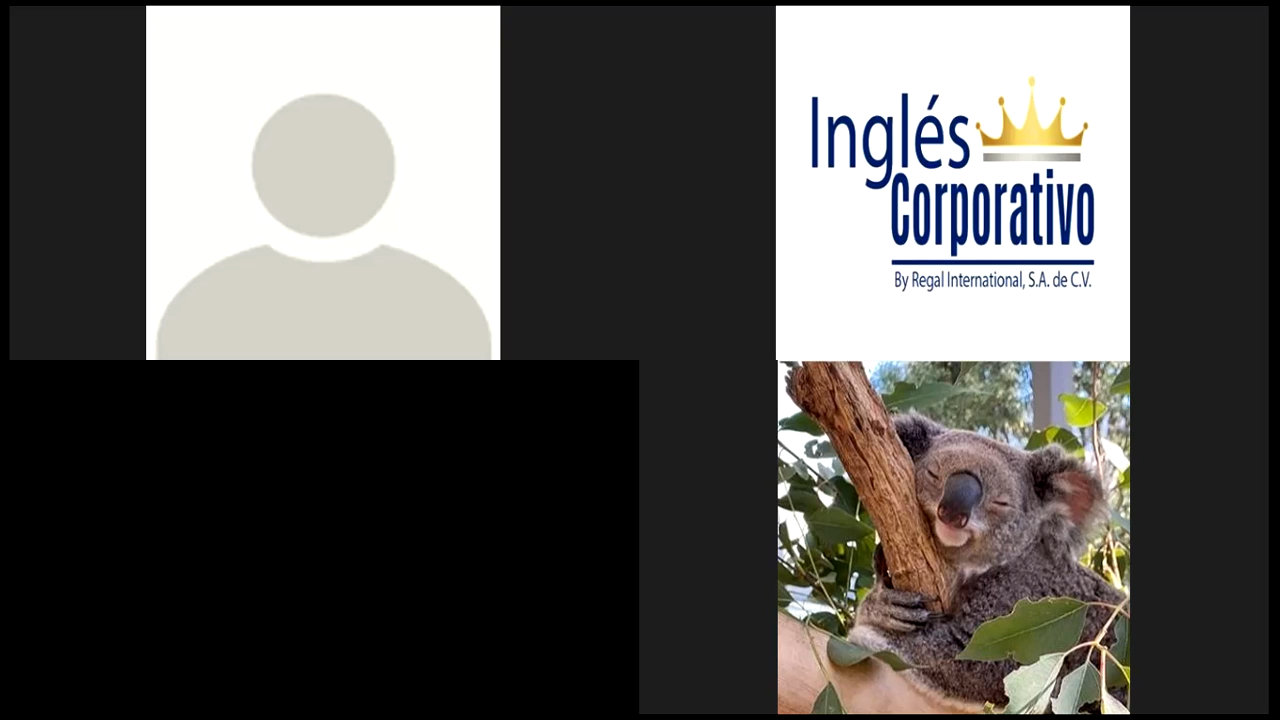 Inglés
Corporativo
By Regal International, S.A. de C.V.